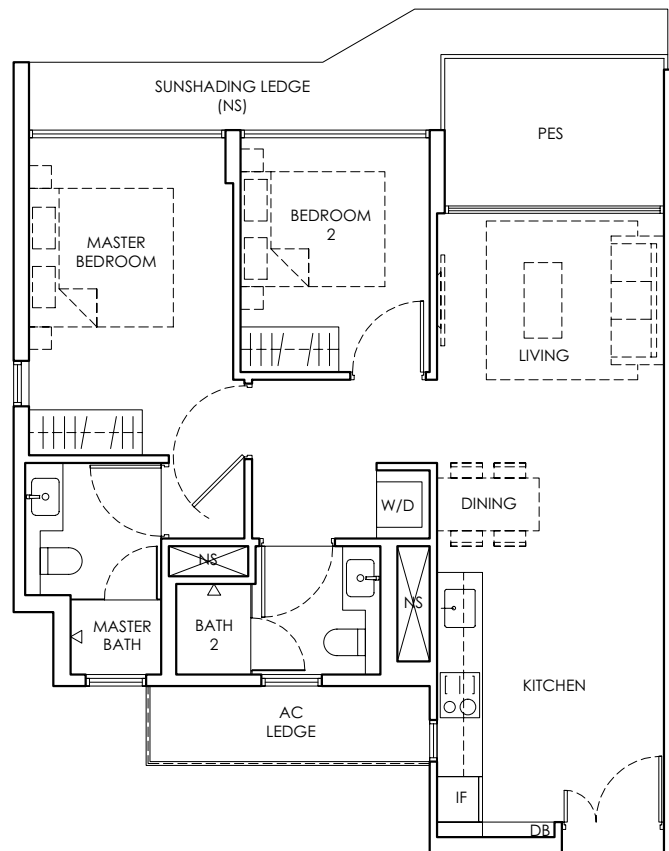 SUNSHADING LEDGE
(NS)
PES
BEDROOM
2
MASTER
BEDROOM
LIVING
W/D
DINING
NS
NS
MASTER
BATH
BATH
2
KITCHEN
AC
LEDGE
IF
DB